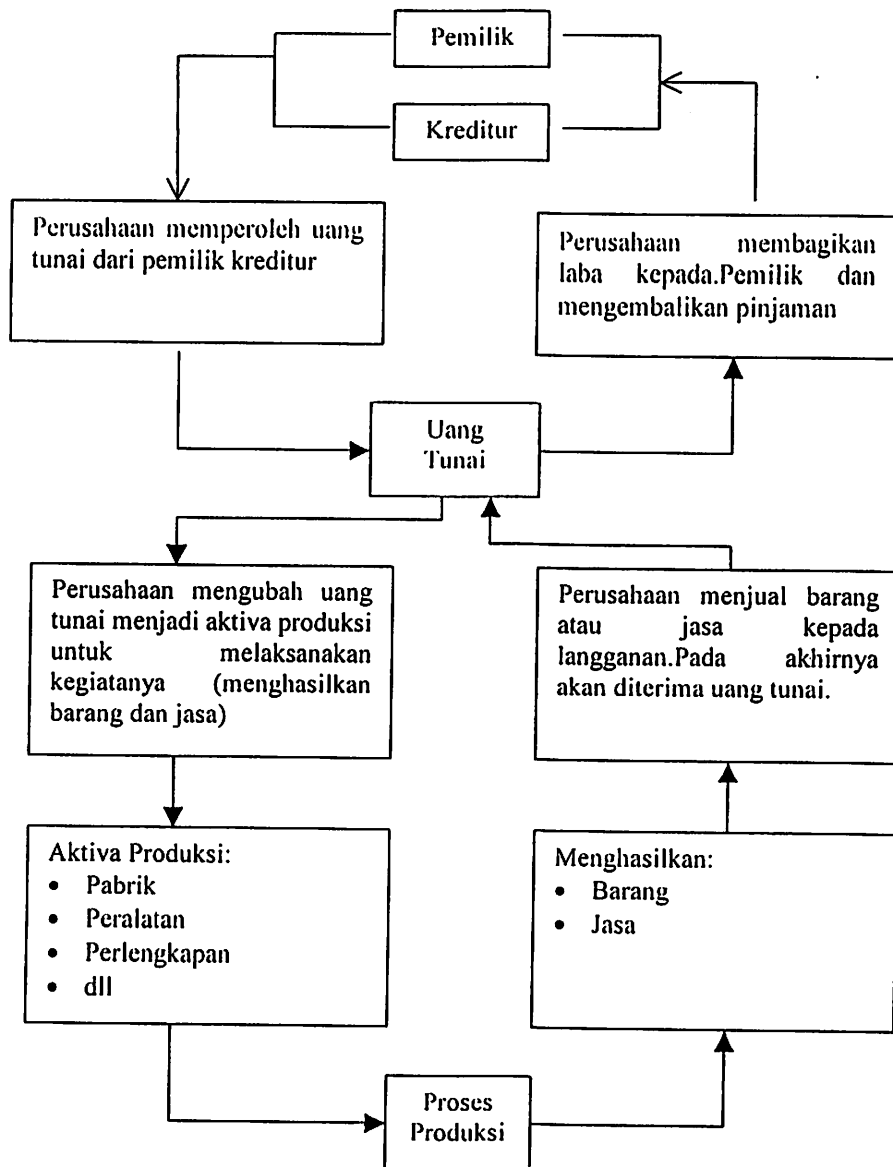 Pemilik
Kreditur
Perusahaan memperoleh uang
tunai dari pemilik kreditur
Perusahaan membagikan
laba kepada.Pemilik dan
mengembalikan pinjaman
Uang
Tunai
Perusahaan mengubah uang
tunai menjadi aktiva produksi
untuk melaksanakan
kegiatanya (menghasilkan
barang dan jasa)
Perusahaan menjual barang
atau jasa kepada
langganan.Pada akhirnya
akan diterima uang tunai.
Aktiva Produksi:
• Pabrik
• Peralatan
• Perlengkapan
• dll
Menghasilkan:
• Barang
• Jasa
Proses
Produksi